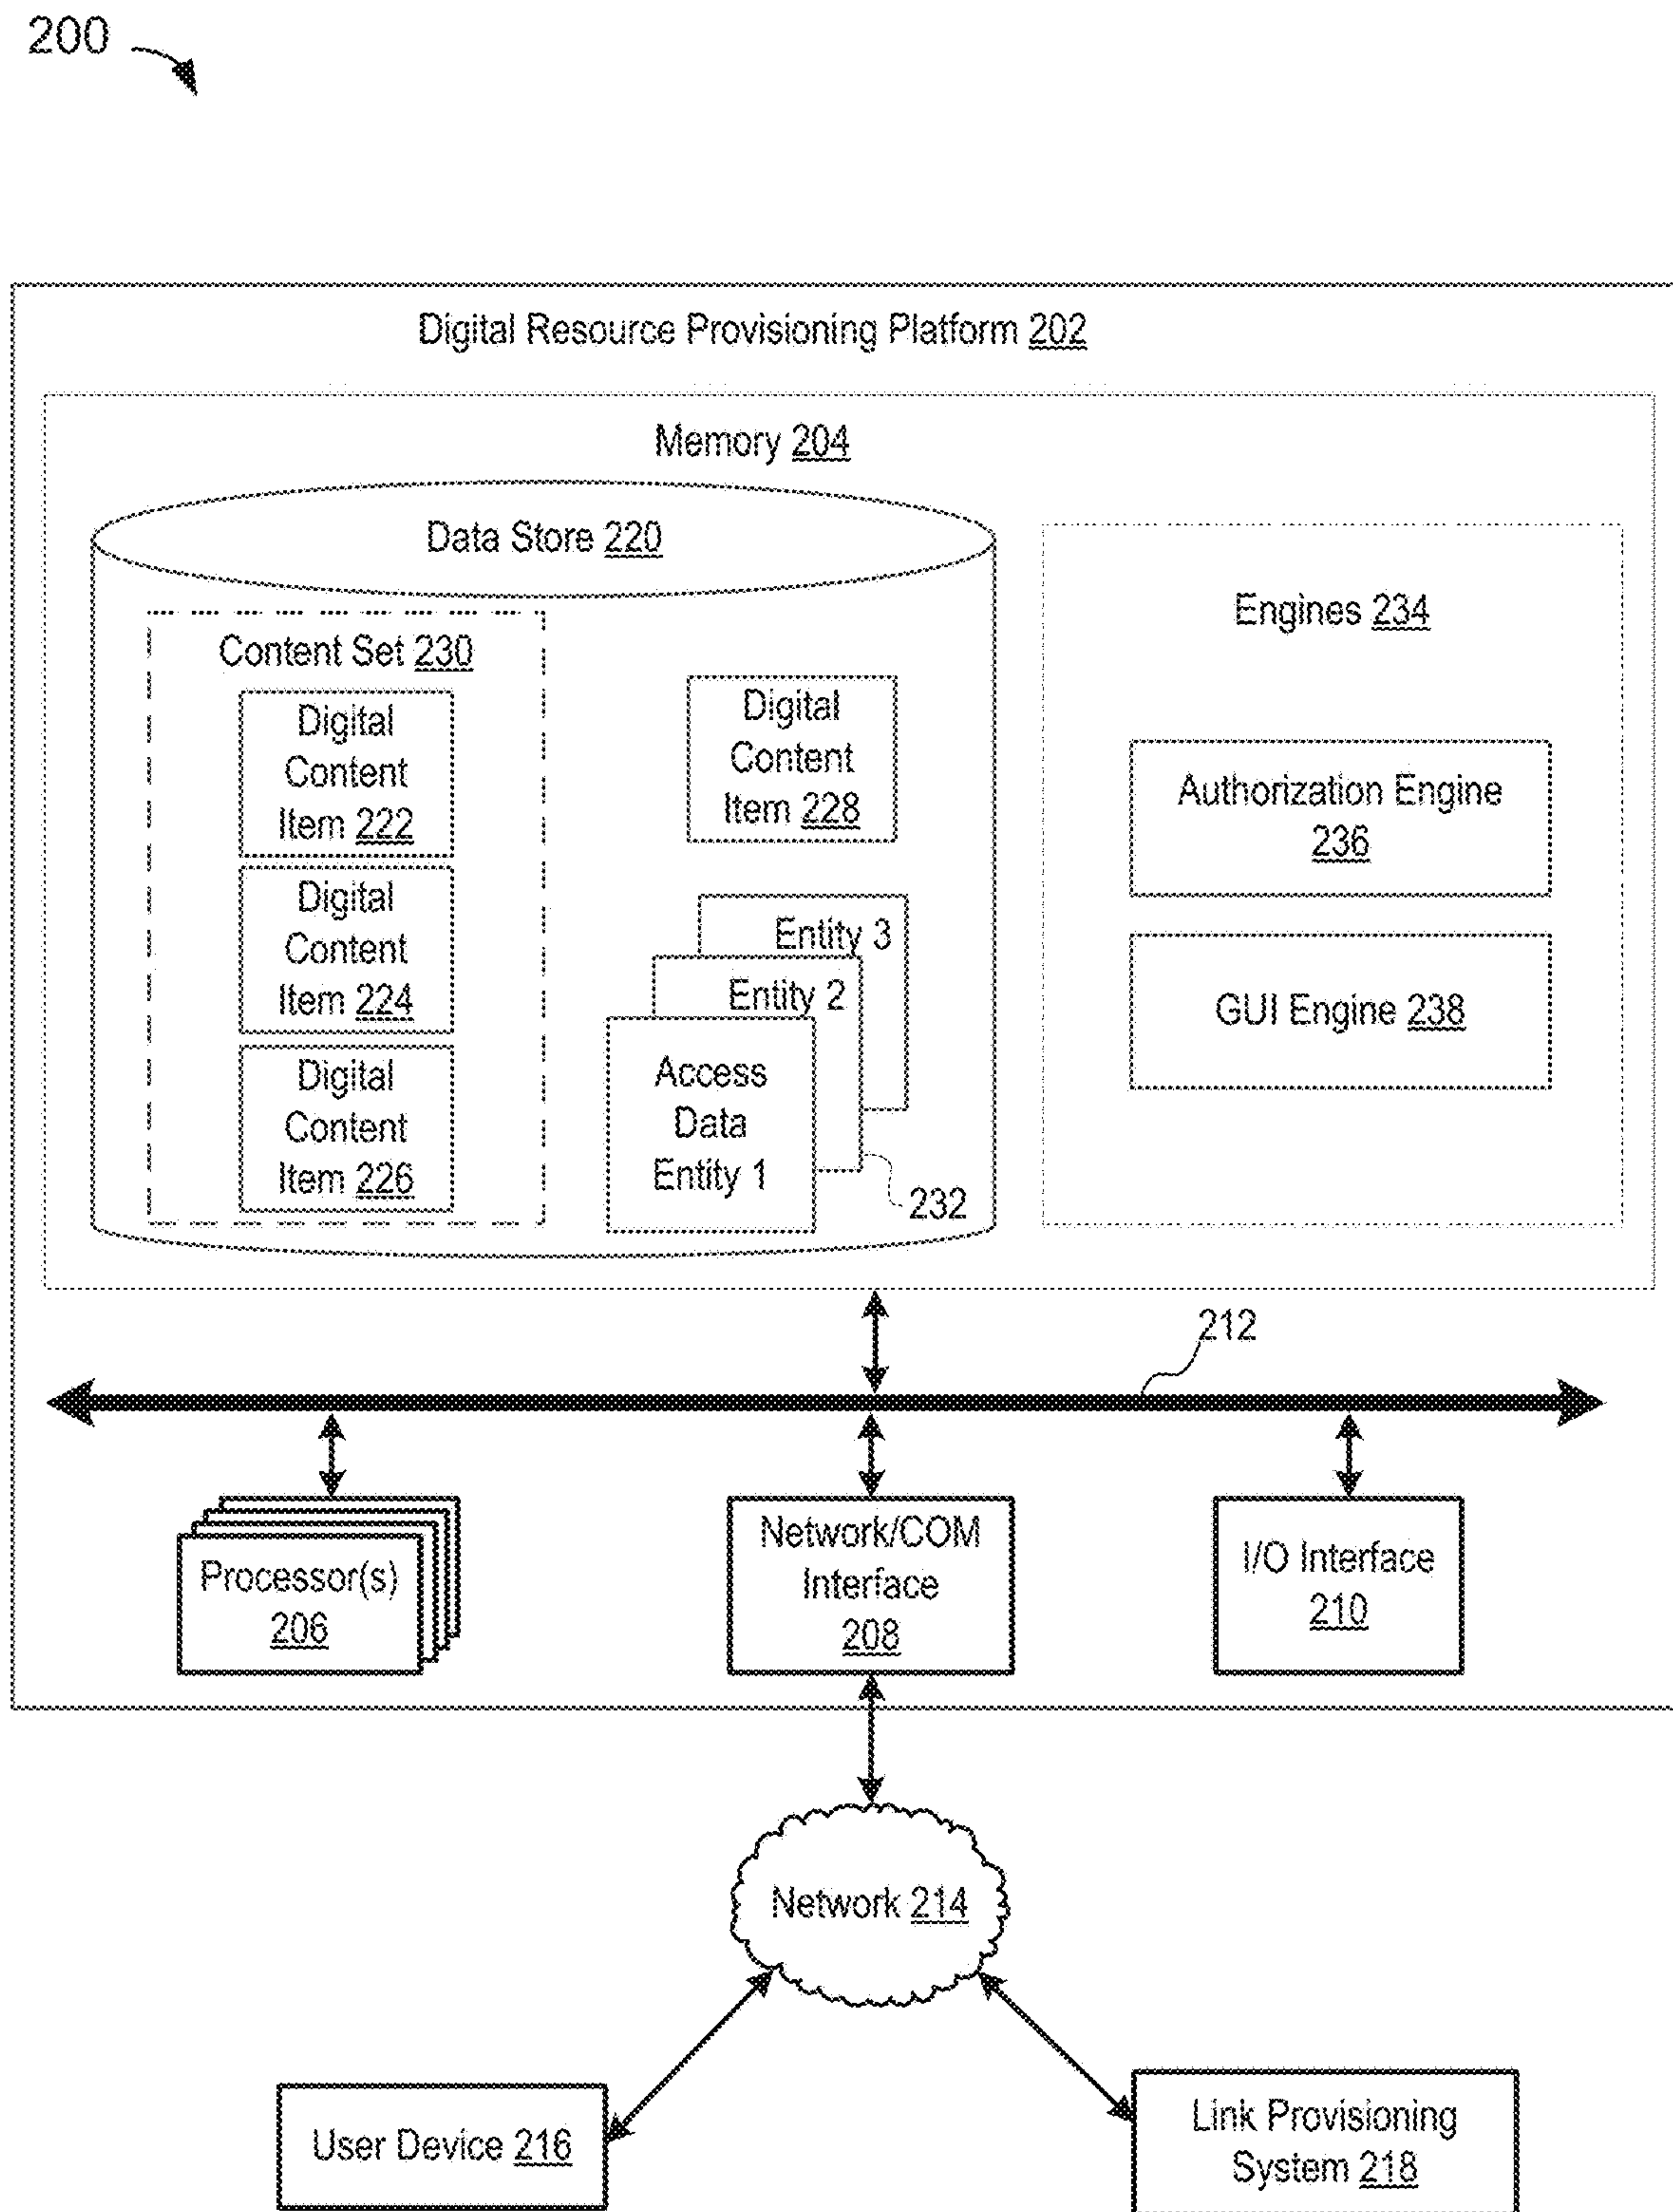 200
Digital Resource Provisioning Platform 202
Memory 204
Data Store 220
Content Set 230
Digital
Content
Item 222
Digital
Content
Item 224
Digital
Content
Item 226
Digital
Content
Item 228
Entity 3
Entity 2
Access
Data
Entity 1
232
Engines 234
Authorization Engine
236
GUI Engine 238
212
Processor(s)
206
Network/COM
Interface
208
I/O Interface
210
Network 214
User Device 216
Link Provisioning
System 218